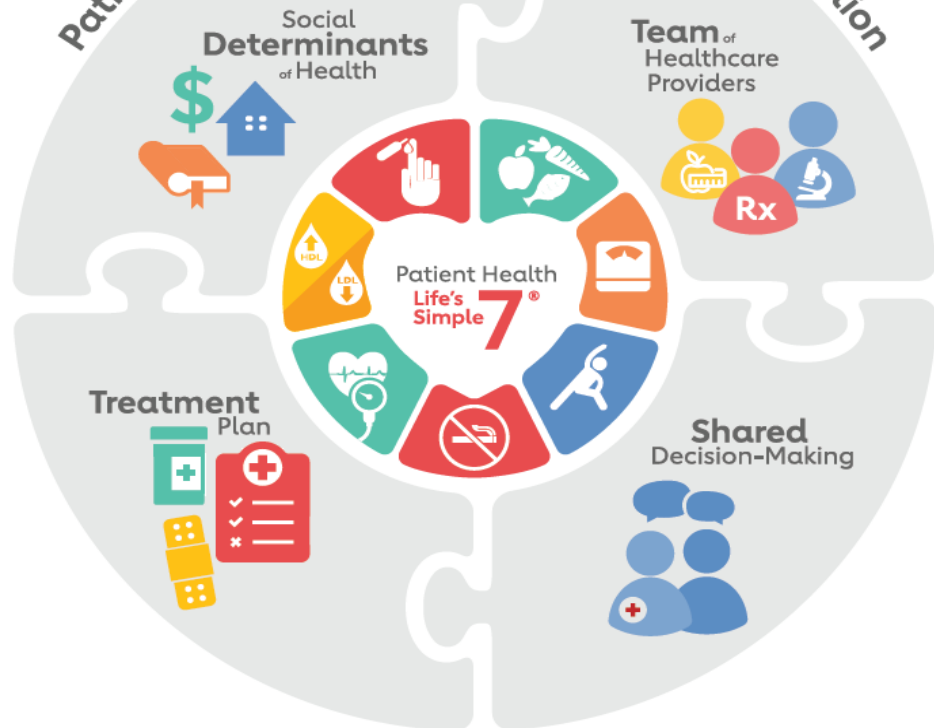 Social
Determinants
of Health
Team of
Healthcare
Providers
Rx
HDL
LDL
Patient Health
Life's
Simple 7®
Treatment
Plan
Shared
Decision-Making